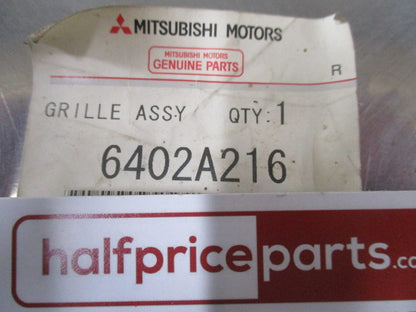 MITSUBISHI MOTORS
MITSUBISHI MOTORS
GENUINE PARTS
R
GRILLE ASSY QTY:1
6402A216
halfpriceparts.co